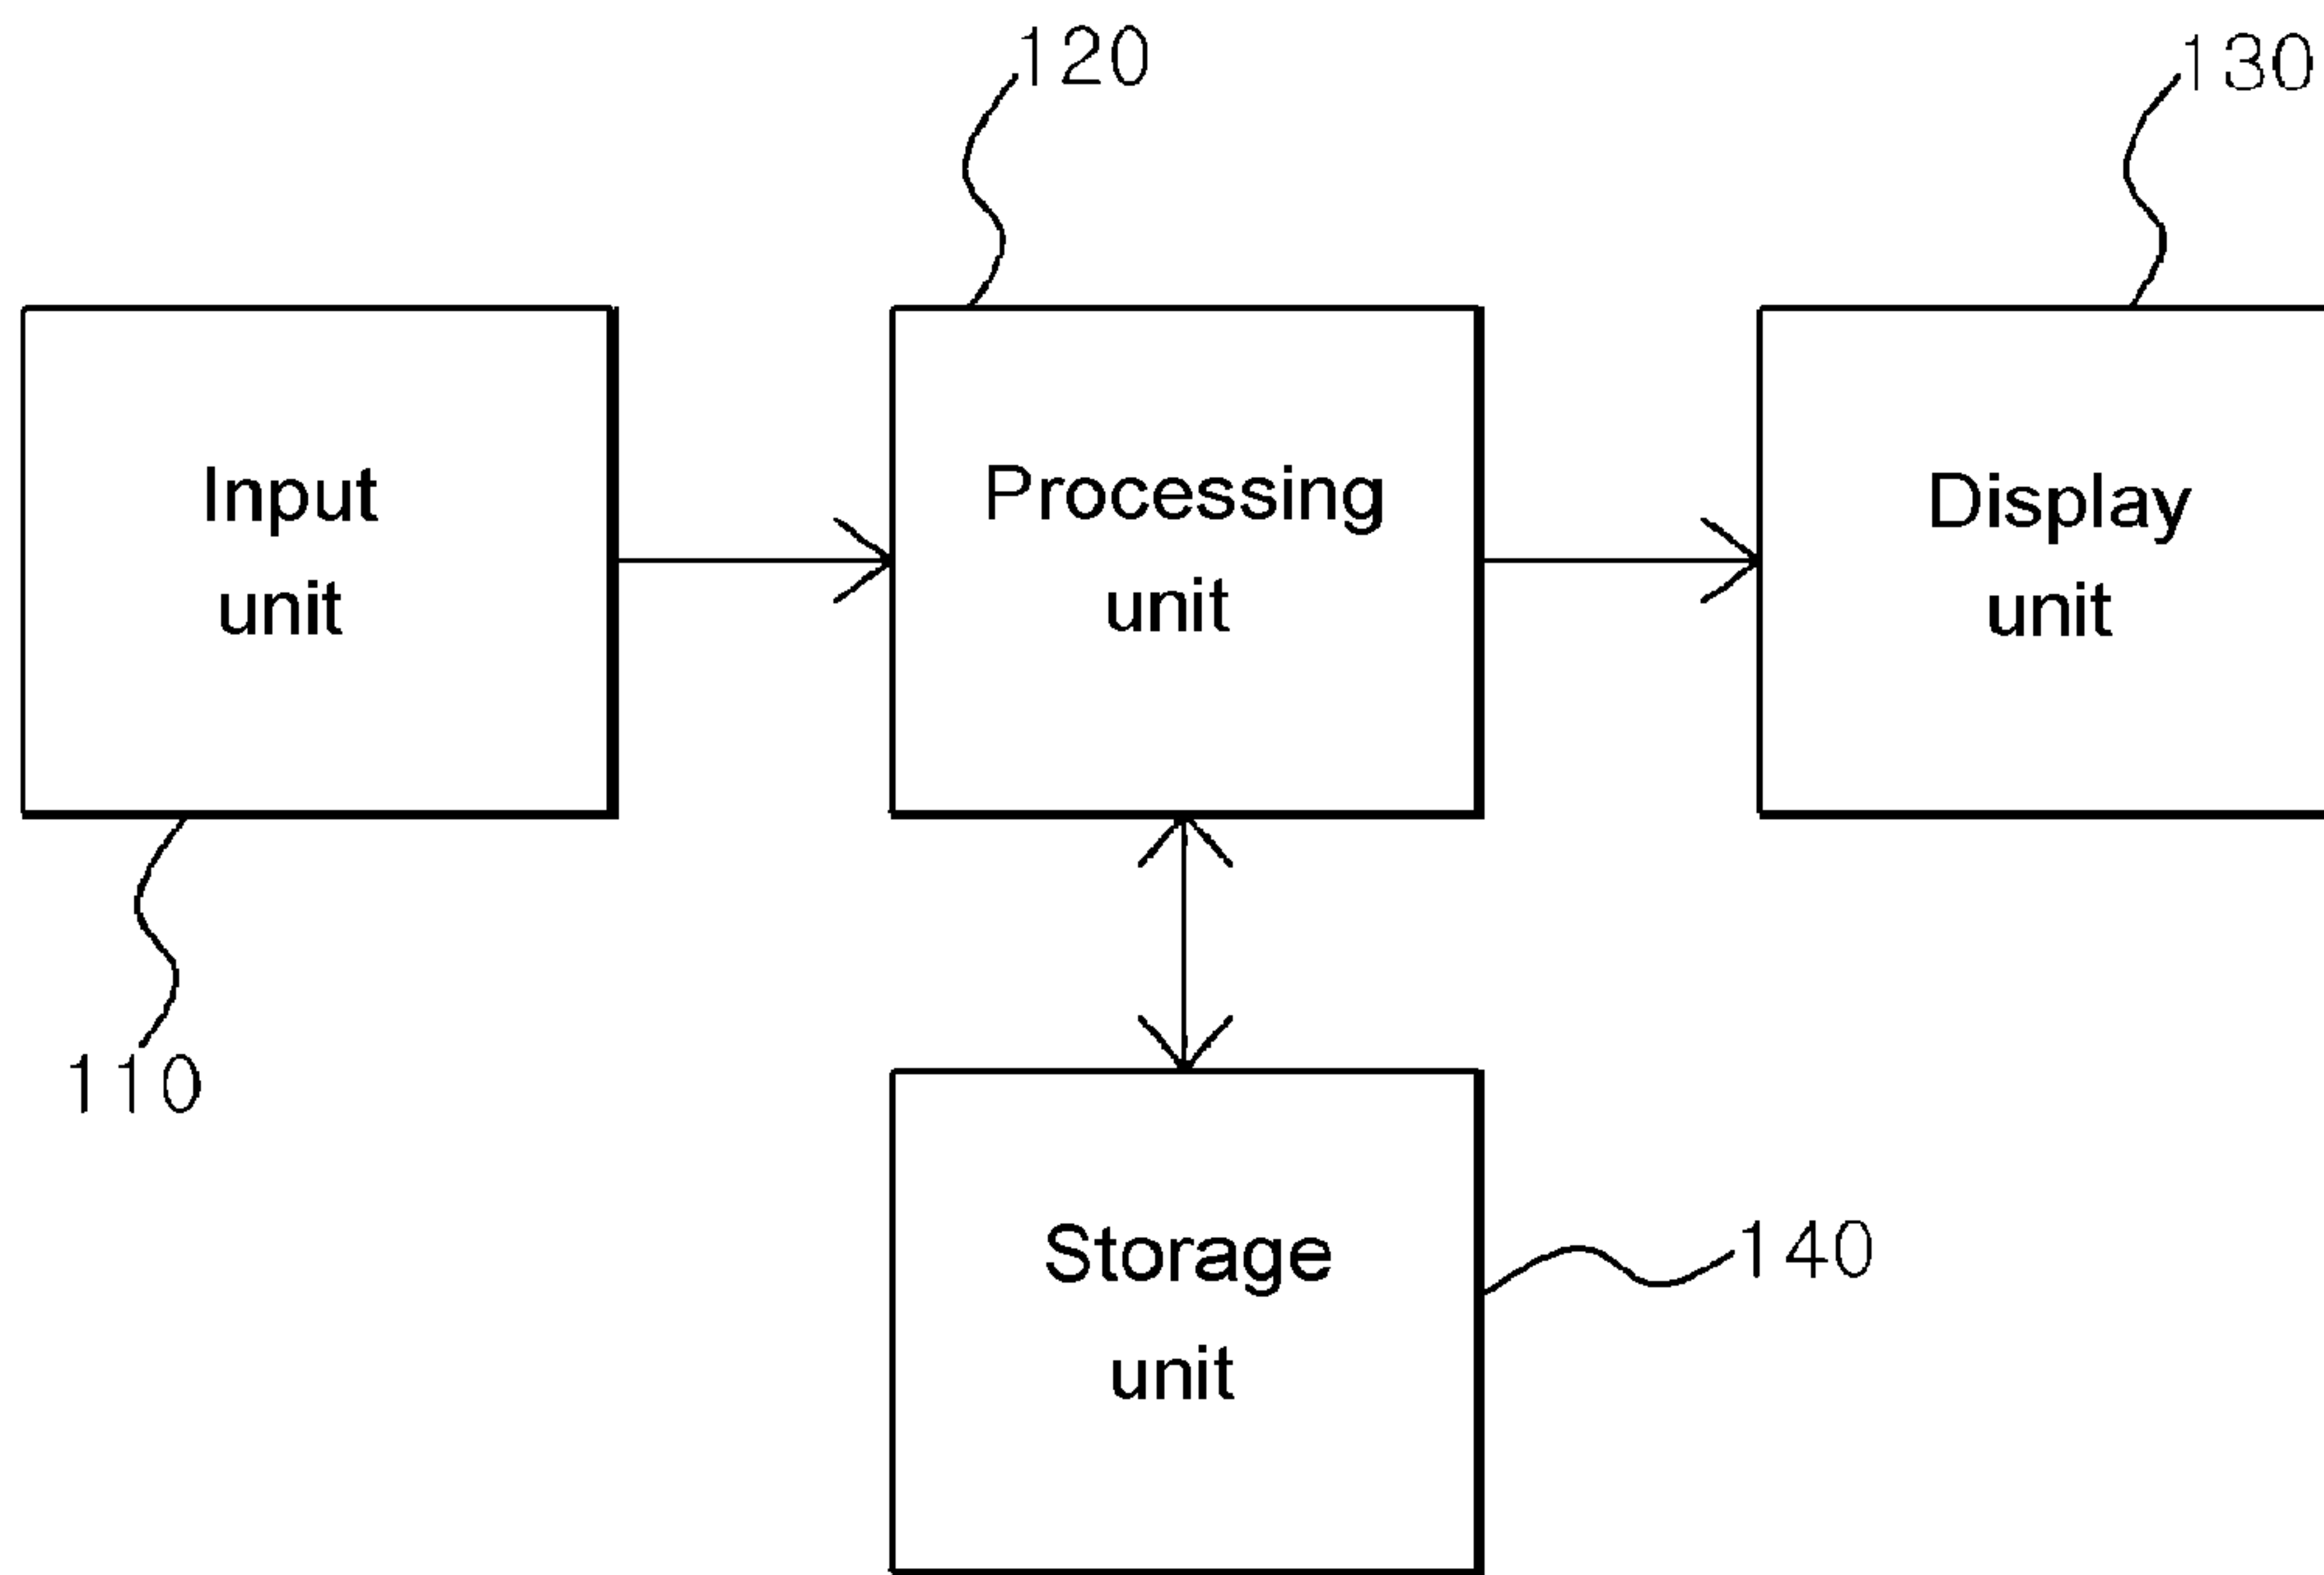 120
130
Input
unit
Processing
unit
Display
unit
110
Storage
unit
140